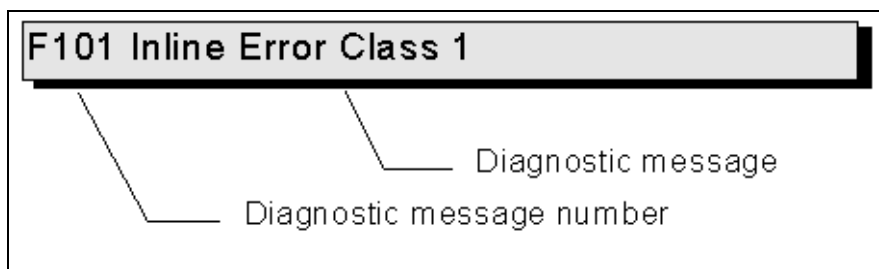 F101 Inline Error Class 1
Diagnostic message
Diagnostic message number